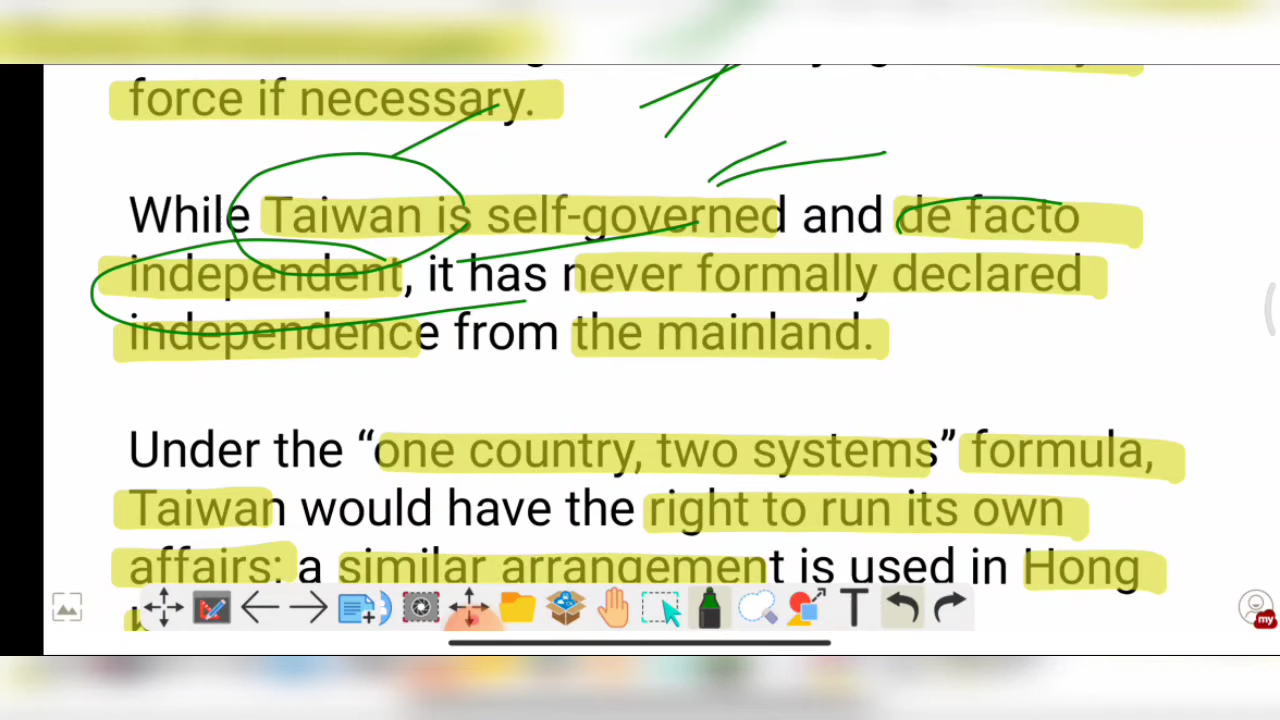 force if necessary.
While Taiwan is self-governed and de facto
independent, it has never formally declared
independence from the mainland.
Under the “one country, two systems” formula,
Taiwan would have the right to run its own
affairs; a similar arrangement is used in Hong
T
my